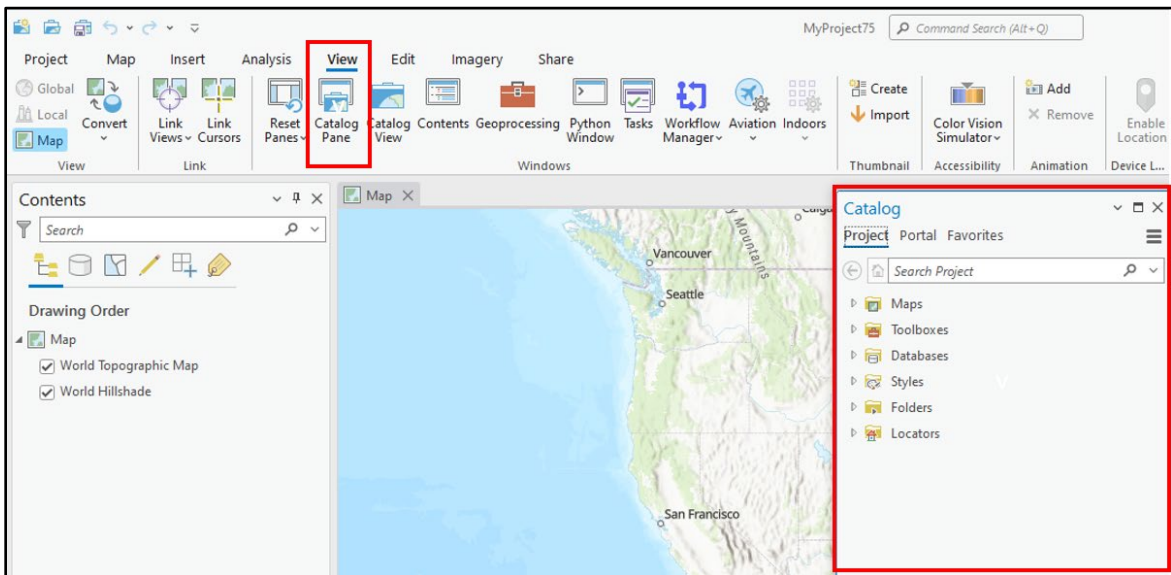 MyProject75
Command Search (Alt+Q)
Project Map Insert Analysis View Edit Imagery Share
Global
Local
Map
Convert
Link Views
Link Cursors
Reset Panes
Catalog Pane
Catalog View
Contents
Geoprocessing
Python Window
Tasks
Workflow Manager
Aviation
Indoors
Create
Import
Color Vision Simulator
Add
Remove
Enable Location
View Link Windows Thumbnail Accessibility Animation Device L...
Contents
Search
Drawing Order
Map
World Topographic Map
World Hillshade
Map
Mountains
Vancouver
Seattle
San Francisco
Catalog
Project Portal Favorites
Search Project
Maps
Toolboxes
Databases
Styles
V
Folders
Locators